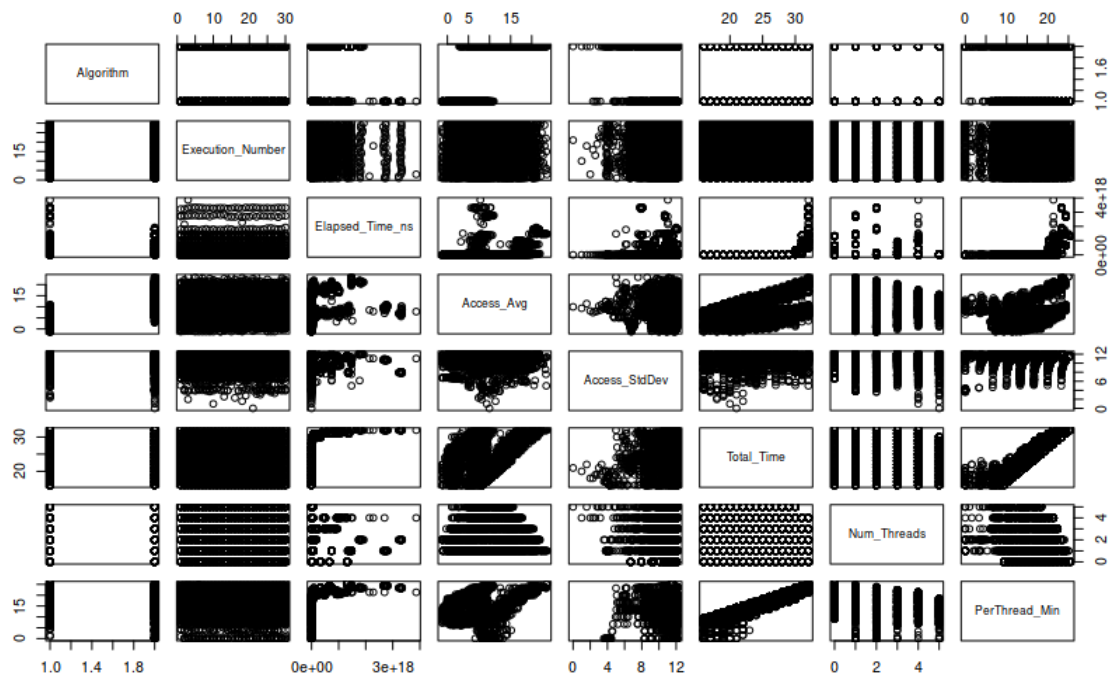 0 10 20 30
0 5 15
20 25 30
0 10 20
Algorithm
1.0 1.6
Execution_Number
0 15
Elapsed_Time_ns
0e+00 4e+18
Access_Avg
0 15
Access_StdDev
0 6 12
Total_Time
20 30
Num_Threads
0 2 4
PerThread_Min
0 15
1.0 1.4 1.8
0e+00 3e+18
0 4 8 12
0 2 4